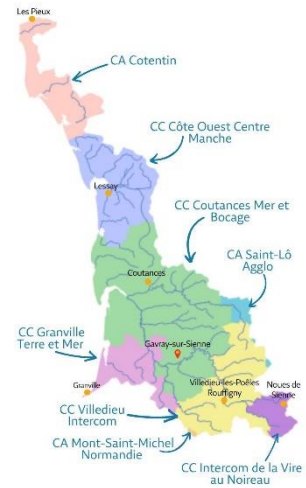 Les Pieux
CA Cotentin
CC Côte Ouest Centre
Manche
Lessay
CC Coutances Mer et
Bocage
CA Saint-Lô
Agglo
Coutances
CC Granville
Terre et Mer
Gavray-sur-Sienne
Granville
Villedieu-les-Poêles
Rouffigny
Noues de
Sienne
CC Villedieu
Intercom
CA Mont-Saint-Michel
Normandie
CC Intercom de la Vire
au Noireau